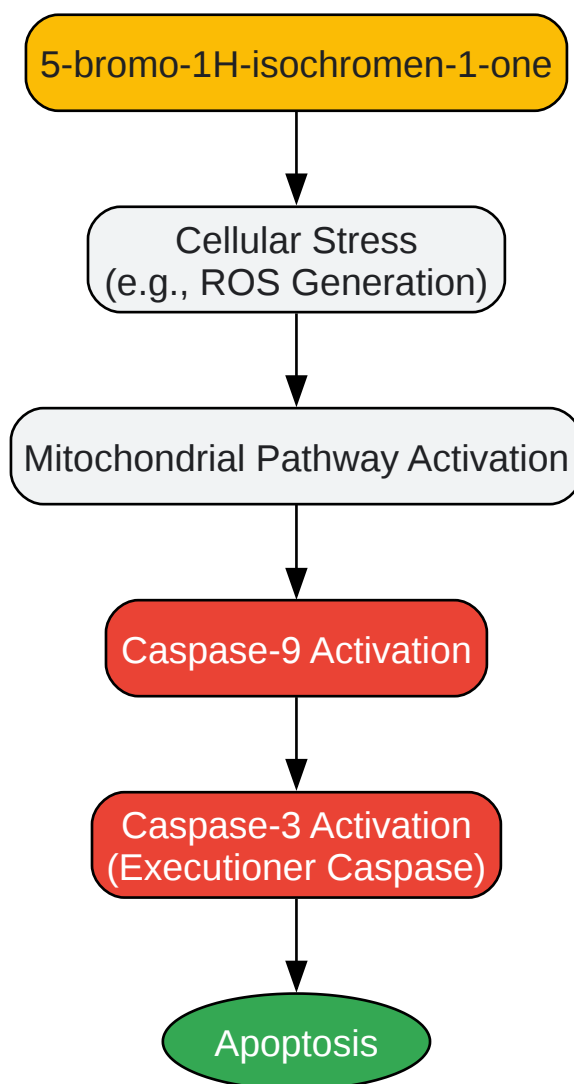 5-bromo-1H-isochromen-1-one
Cellular Stress
(e.g., ROS Generation)
Mitochondrial Pathway Activation
Caspase-9 Activation
Caspase-3 Activation
(Executioner Caspase)
Apoptosis